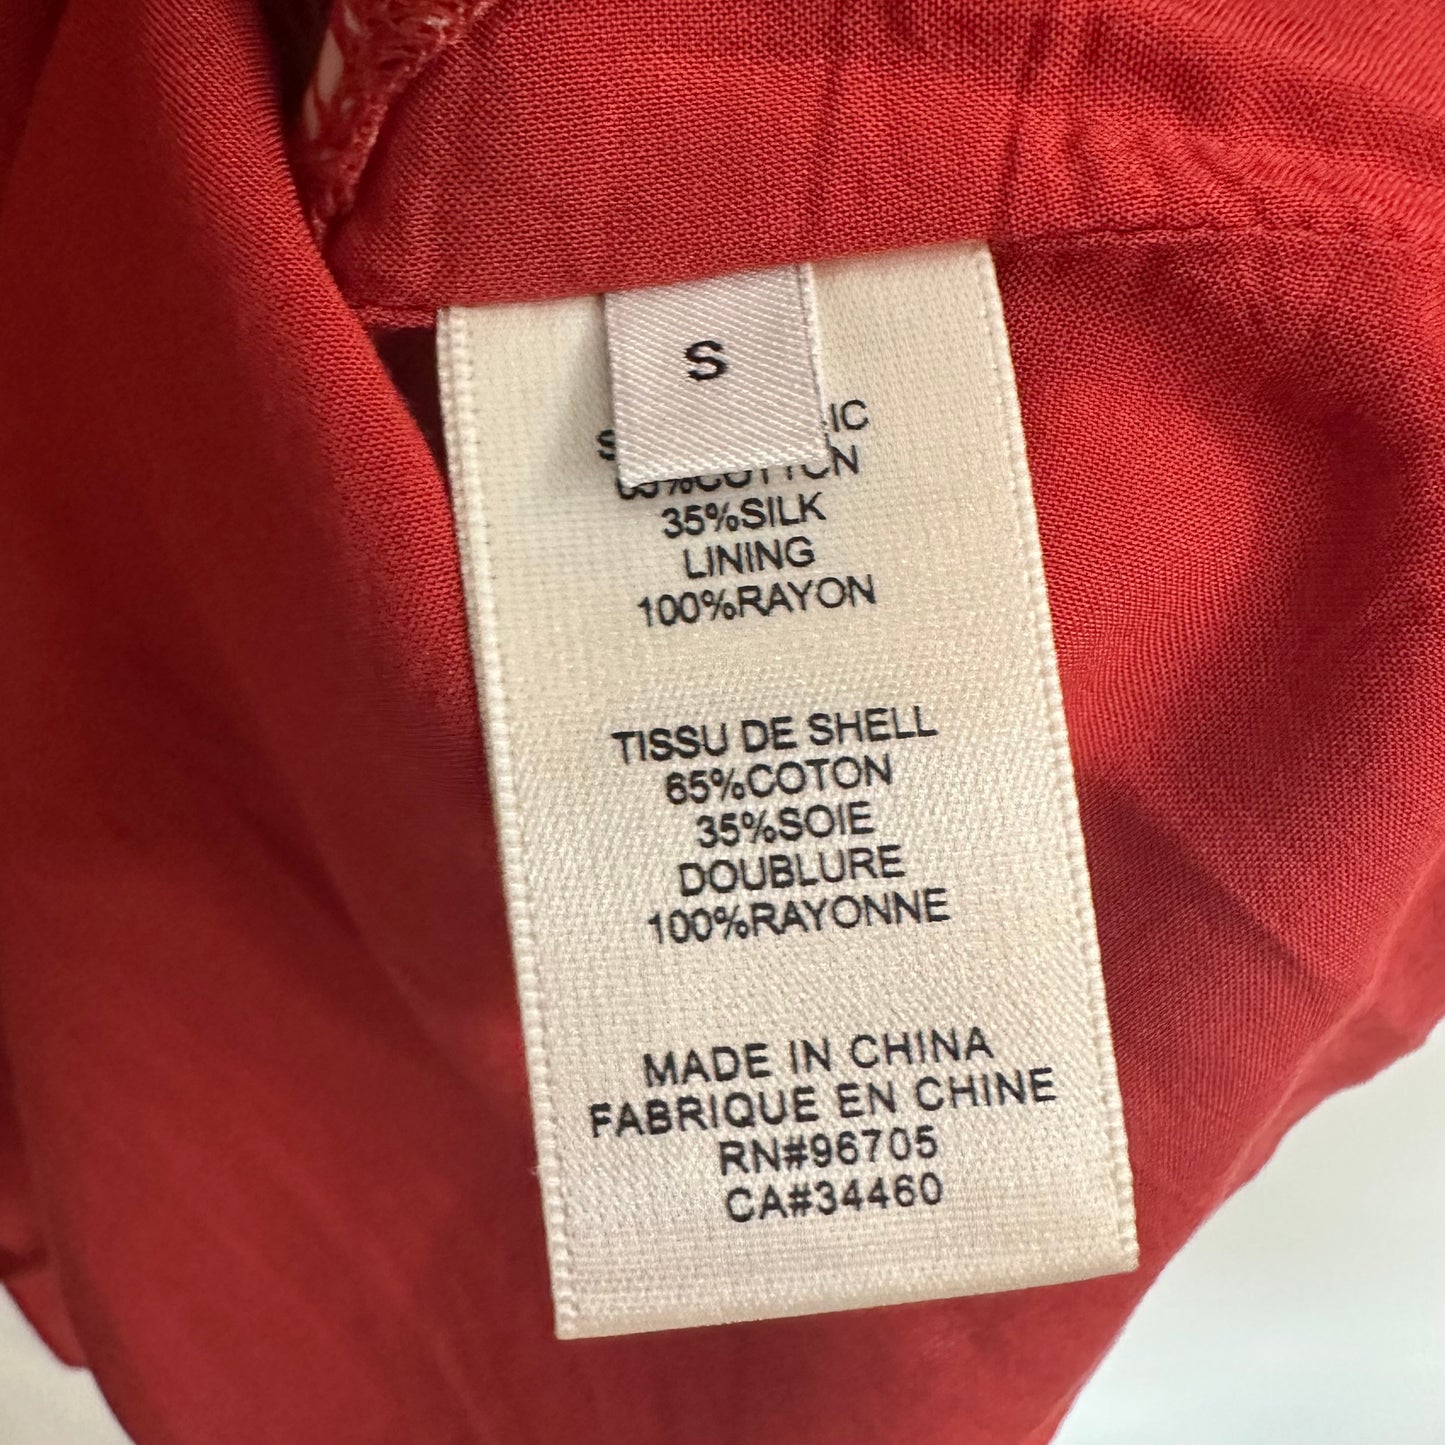 S
35%SILK
LINING
100%RAYON
TISSU DE SHELL
65%COTON
35%SOIE
DOUBLURE
100%RAYONNE
MADE IN CHINA
FABRIQUE EN CHINE
RN#96705
CA#34460